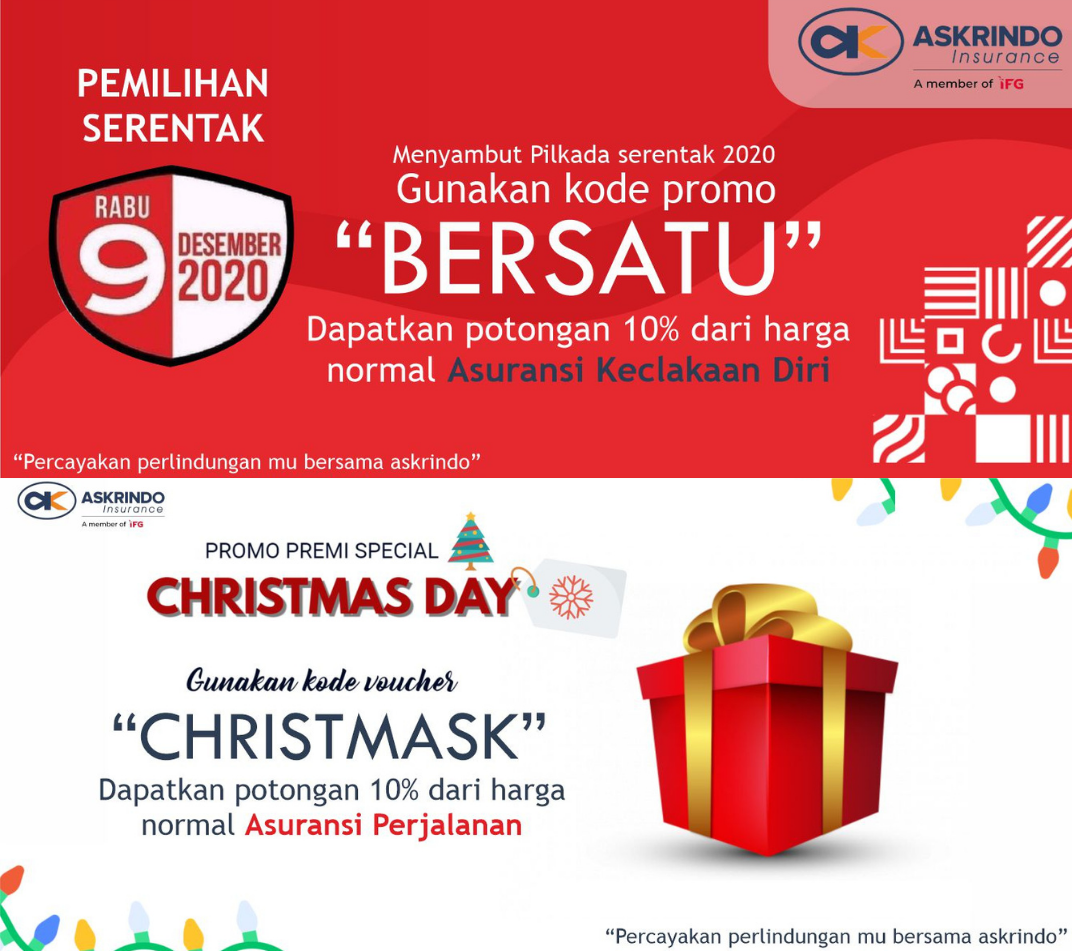 ASKRINDO
Insurance
A member of IFG
PEMILIHAN
SERENTAK
RABU
9
DESEMBER
2020
Menyambut Pilkada serentak 2020
Gunakan kode promo
“BERSATU”
Dapatkan potongan 10% dari harga
normal Asuransi Keclakaan Diri
“Percayakan perlindungan mu bersama askrindo”
ASKRINDO
Insurance
A member of IFG
PROMO PREMI SPECIAL
CHRISTMAS DAY
Gunakan kode voucher
“CHRISTMASK”
Dapatkan potongan 10% dari harga
normal Asuransi Perjalanan
“Percayakan perlindungan mu bersama askrindo”